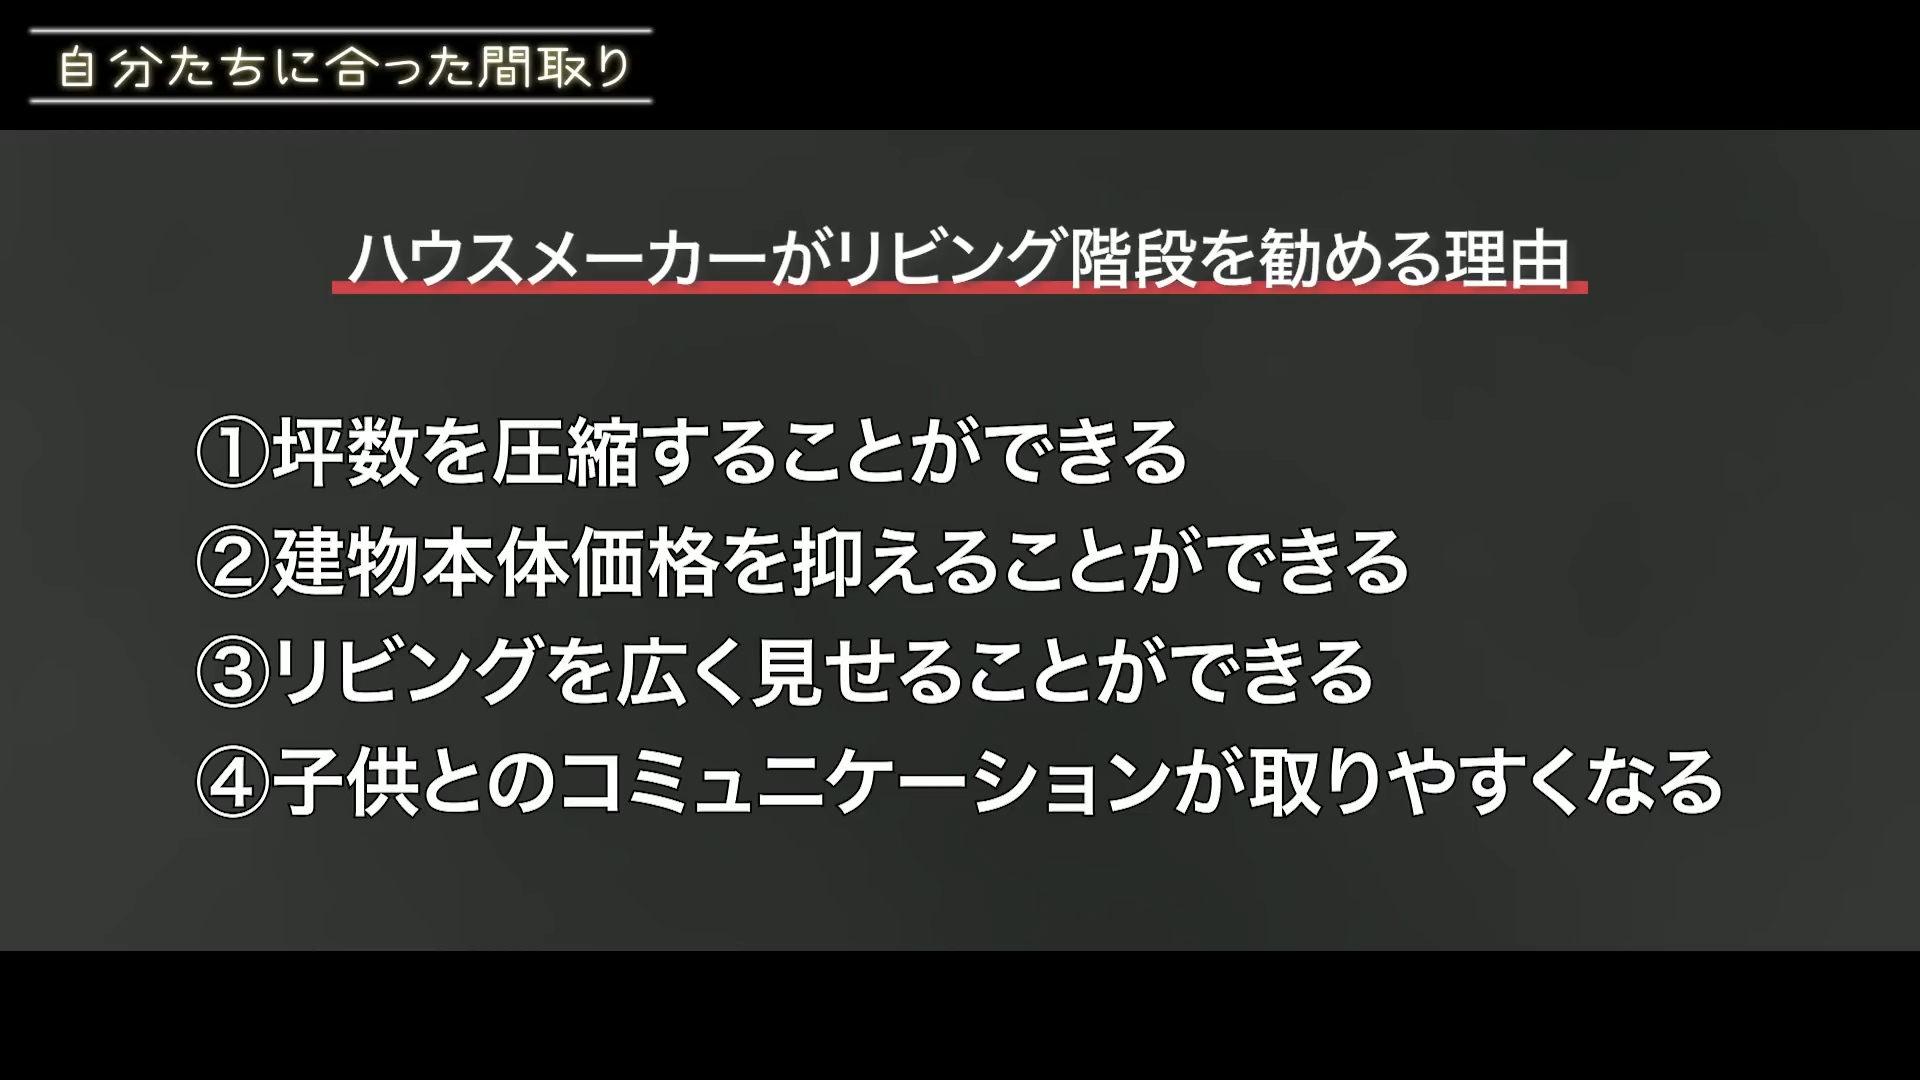 自分たちに合った間取り
ハウスメーカーがリビング階段を勧める理由
①坪数を圧縮することができる
②建物本体価格を抑えることができる
③リビングを広く見せることができる
④子供とのコミュニケーションが取りやすくなる